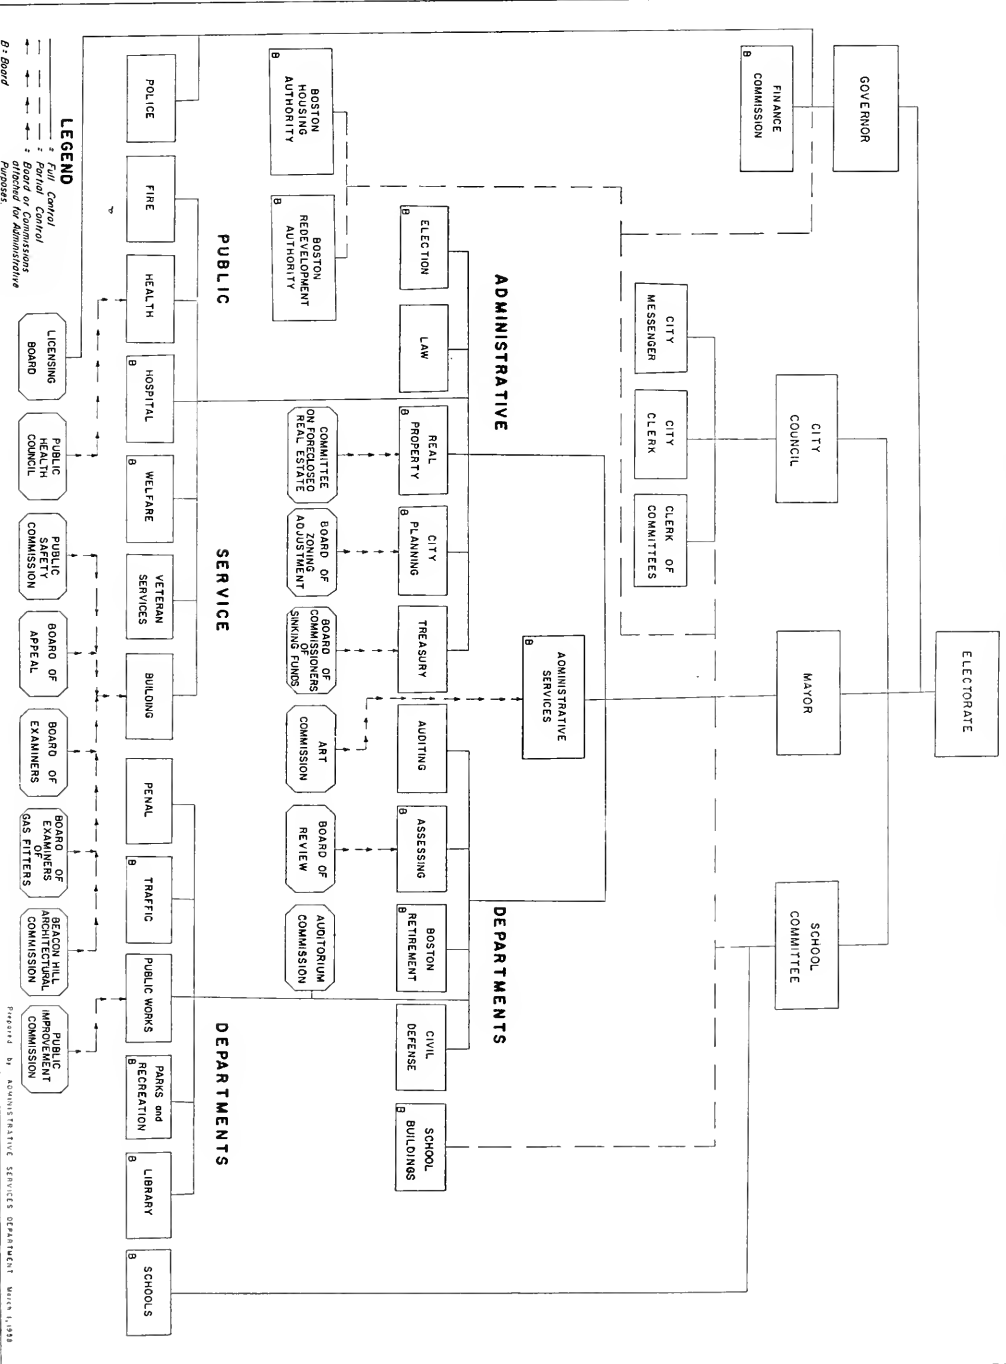 ELECTORATE
GOVERNOR
CITY
COUNCIL
MAYOR
SCHOOL
COMMITTEE
B
FINANCE
COMMISSION
CITY
MESSENGER
CITY
CLERK
CLERK OF
COMMITTEES
B
ADMINISTRATIVE
SERVICES
ADMINISTRATIVE
DEPARTMENTS
B
ELECTION
LAW
B
REAL
PROPERTY
B
CITY
PLANNING
TREASURY
AUDITING
B
ASSESSING
B
BOSTON
RETIREMENT
CIVIL
DEFENSE
B
SCHOOL
BUILDINGS
B
BOSTON
HOUSING
AUTHORITY
B
BOSTON
REDEVELOPMENT
AUTHORITY
COMMITTEE
ON FORECLOSED
REAL ESTATE
BOARD OF
ZONING
ADJUSTMENT
BOARD OF
COMMISSIONERS
OF
SINKING FUNDS
ART
COMMISSION
BOARD OF
REVIEW
AUDITORIUM
COMMISSION
PUBLIC
SERVICE
DEPARTMENTS
POLICE
FIRE
HEALTH
B
HOSPITAL
B
WELFARE
VETERAN
SERVICES
BUILDING
PENAL
B
TRAFFIC
PUBLIC WORKS
B
PARKS and
RECREATION
B
LIBRARY
B
SCHOOLS
LICENSING
BOARD
PUBLIC
HEALTH
COUNCIL
PUBLIC
SAFETY
COMMISSION
BOARD OF
APPEAL
BOARD OF
EXAMINERS
BOARD OF
EXAMINERS
OF
GAS FITTERS
BEACON HILL
ARCHITECTURAL
COMMISSION
PUBLIC
IMPROVEMENT
COMMISSION
LEGEND
= Full Control
= Partial Control
= Board or Commissions
attached for Administrative
Purposes.
B = Board
Prepared by ADMINISTRATIVE SERVICES DEPARTMENT March 1, 1958